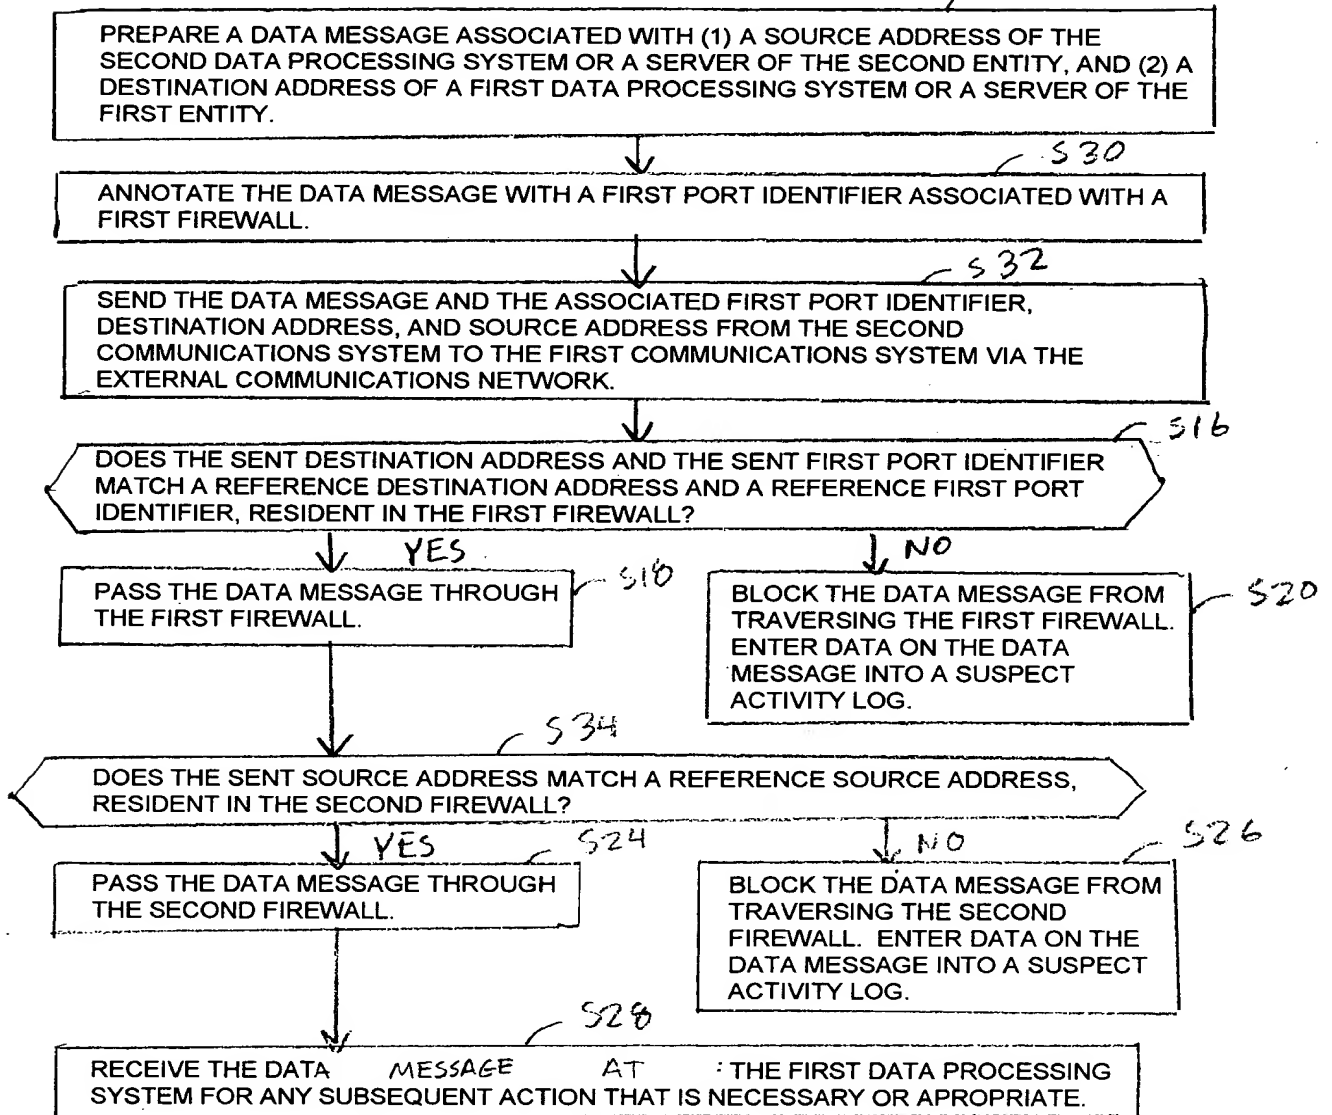 PREPARE A DATA MESSAGE ASSOCIATED WITH (1) A SOURCE ADDRESS OF THE
SECOND DATA PROCESSING SYSTEM OR A SERVER OF THE SECOND ENTITY, AND (2) A
DESTINATION ADDRESS OF A FIRST DATA PROCESSING SYSTEM OR A SERVER OF THE
FIRST ENTITY.
S30
ANNOTATE THE DATA MESSAGE WITH A FIRST PORT IDENTIFIER ASSOCIATED WITH A
FIRST FIREWALL.
S32
SEND THE DATA MESSAGE AND THE ASSOCIATED FIRST PORT IDENTIFIER,
DESTINATION ADDRESS, AND SOURCE ADDRESS FROM THE SECOND
COMMUNICATIONS SYSTEM TO THE FIRST COMMUNICATIONS SYSTEM VIA THE
EXTERNAL COMMUNICATIONS NETWORK.
S16
DOES THE SENT DESTINATION ADDRESS AND THE SENT FIRST PORT IDENTIFIER
MATCH A REFERENCE DESTINATION ADDRESS AND A REFERENCE FIRST PORT
IDENTIFIER, RESIDENT IN THE FIRST FIREWALL?
YES
NO
S18
PASS THE DATA MESSAGE THROUGH
THE FIRST FIREWALL.
S20
BLOCK THE DATA MESSAGE FROM
TRAVERSING THE FIRST FIREWALL.
ENTER DATA ON THE DATA
MESSAGE INTO A SUSPECT
ACTIVITY LOG.
S34
DOES THE SENT SOURCE ADDRESS MATCH A REFERENCE SOURCE ADDRESS,
RESIDENT IN THE SECOND FIREWALL?
YES
S24
NO
S26
PASS THE DATA MESSAGE THROUGH
THE SECOND FIREWALL.
BLOCK THE DATA MESSAGE FROM
TRAVERSING THE SECOND
FIREWALL. ENTER DATA ON THE
DATA MESSAGE INTO A SUSPECT
ACTIVITY LOG.
S28
RECEIVE THE DATA MESSAGE AT THE FIRST DATA PROCESSING
SYSTEM FOR ANY SUBSEQUENT ACTION THAT IS NECESSARY OR APROPRIATE.